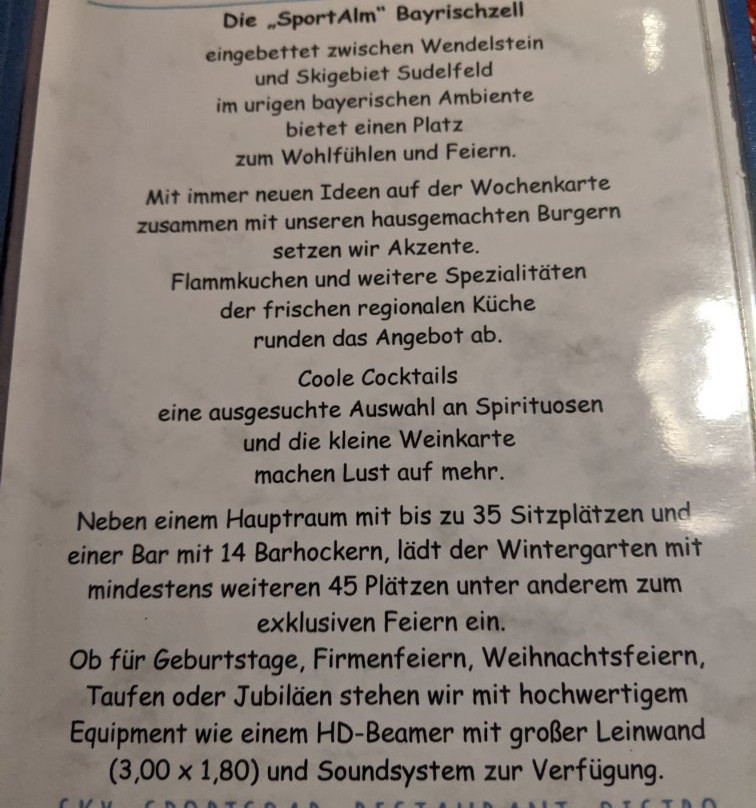 Die „SportAlm" Bayrischzell
eingebettet zwischen Wendelstein
und Skigebiet Sudelfeld
im urigen bayerischen Ambiente
bietet einen Platz
zum Wohlfühlen und Feiern.
Mit immer neuen Ideen auf der Wochenkarte
zusammen mit unseren hausgemachten Burgern
setzen wir Akzente.
Flammkuchen und weitere Spezialitäten
der frischen regionalen Küche
runden das Angebot ab.
Coole Cocktails
eine ausgesuchte Auswahl an Spirituosen
und die kleine Weinkarte
machen Lust auf mehr.
Neben einem Hauptraum mit bis zu 35 Sitzplätzen und
einer Bar mit 14 Barhockern, lädt der Wintergarten mit
mindestens weiteren 45 Plätzen unter anderem zum
exklusiven Feiern ein.
Ob für Geburtstage, Firmenfeiern, Weihnachtsfeiern,
Taufen oder Jubiläen stehen wir mit hochwertigem
Equipment wie einem HD-Beamer mit großer Leinwand
(3,00 x 1,80) und Soundsystem zur Verfügung.